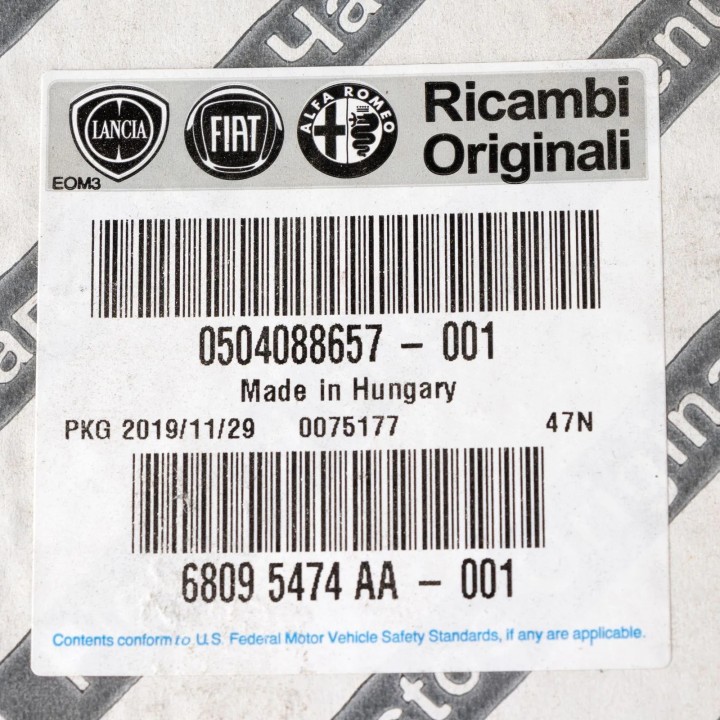 LANCIA
FIAT
ALFA ROMEO
Ricambi
Originali
EOM3
0504088657 - 001
Made in Hungary
PKG 2019/11/29 0075177 47N
6809 5474 AA - 001
Contents conform to U.S. Federal Motor Vehicle Safety Standards, if any are applicable.